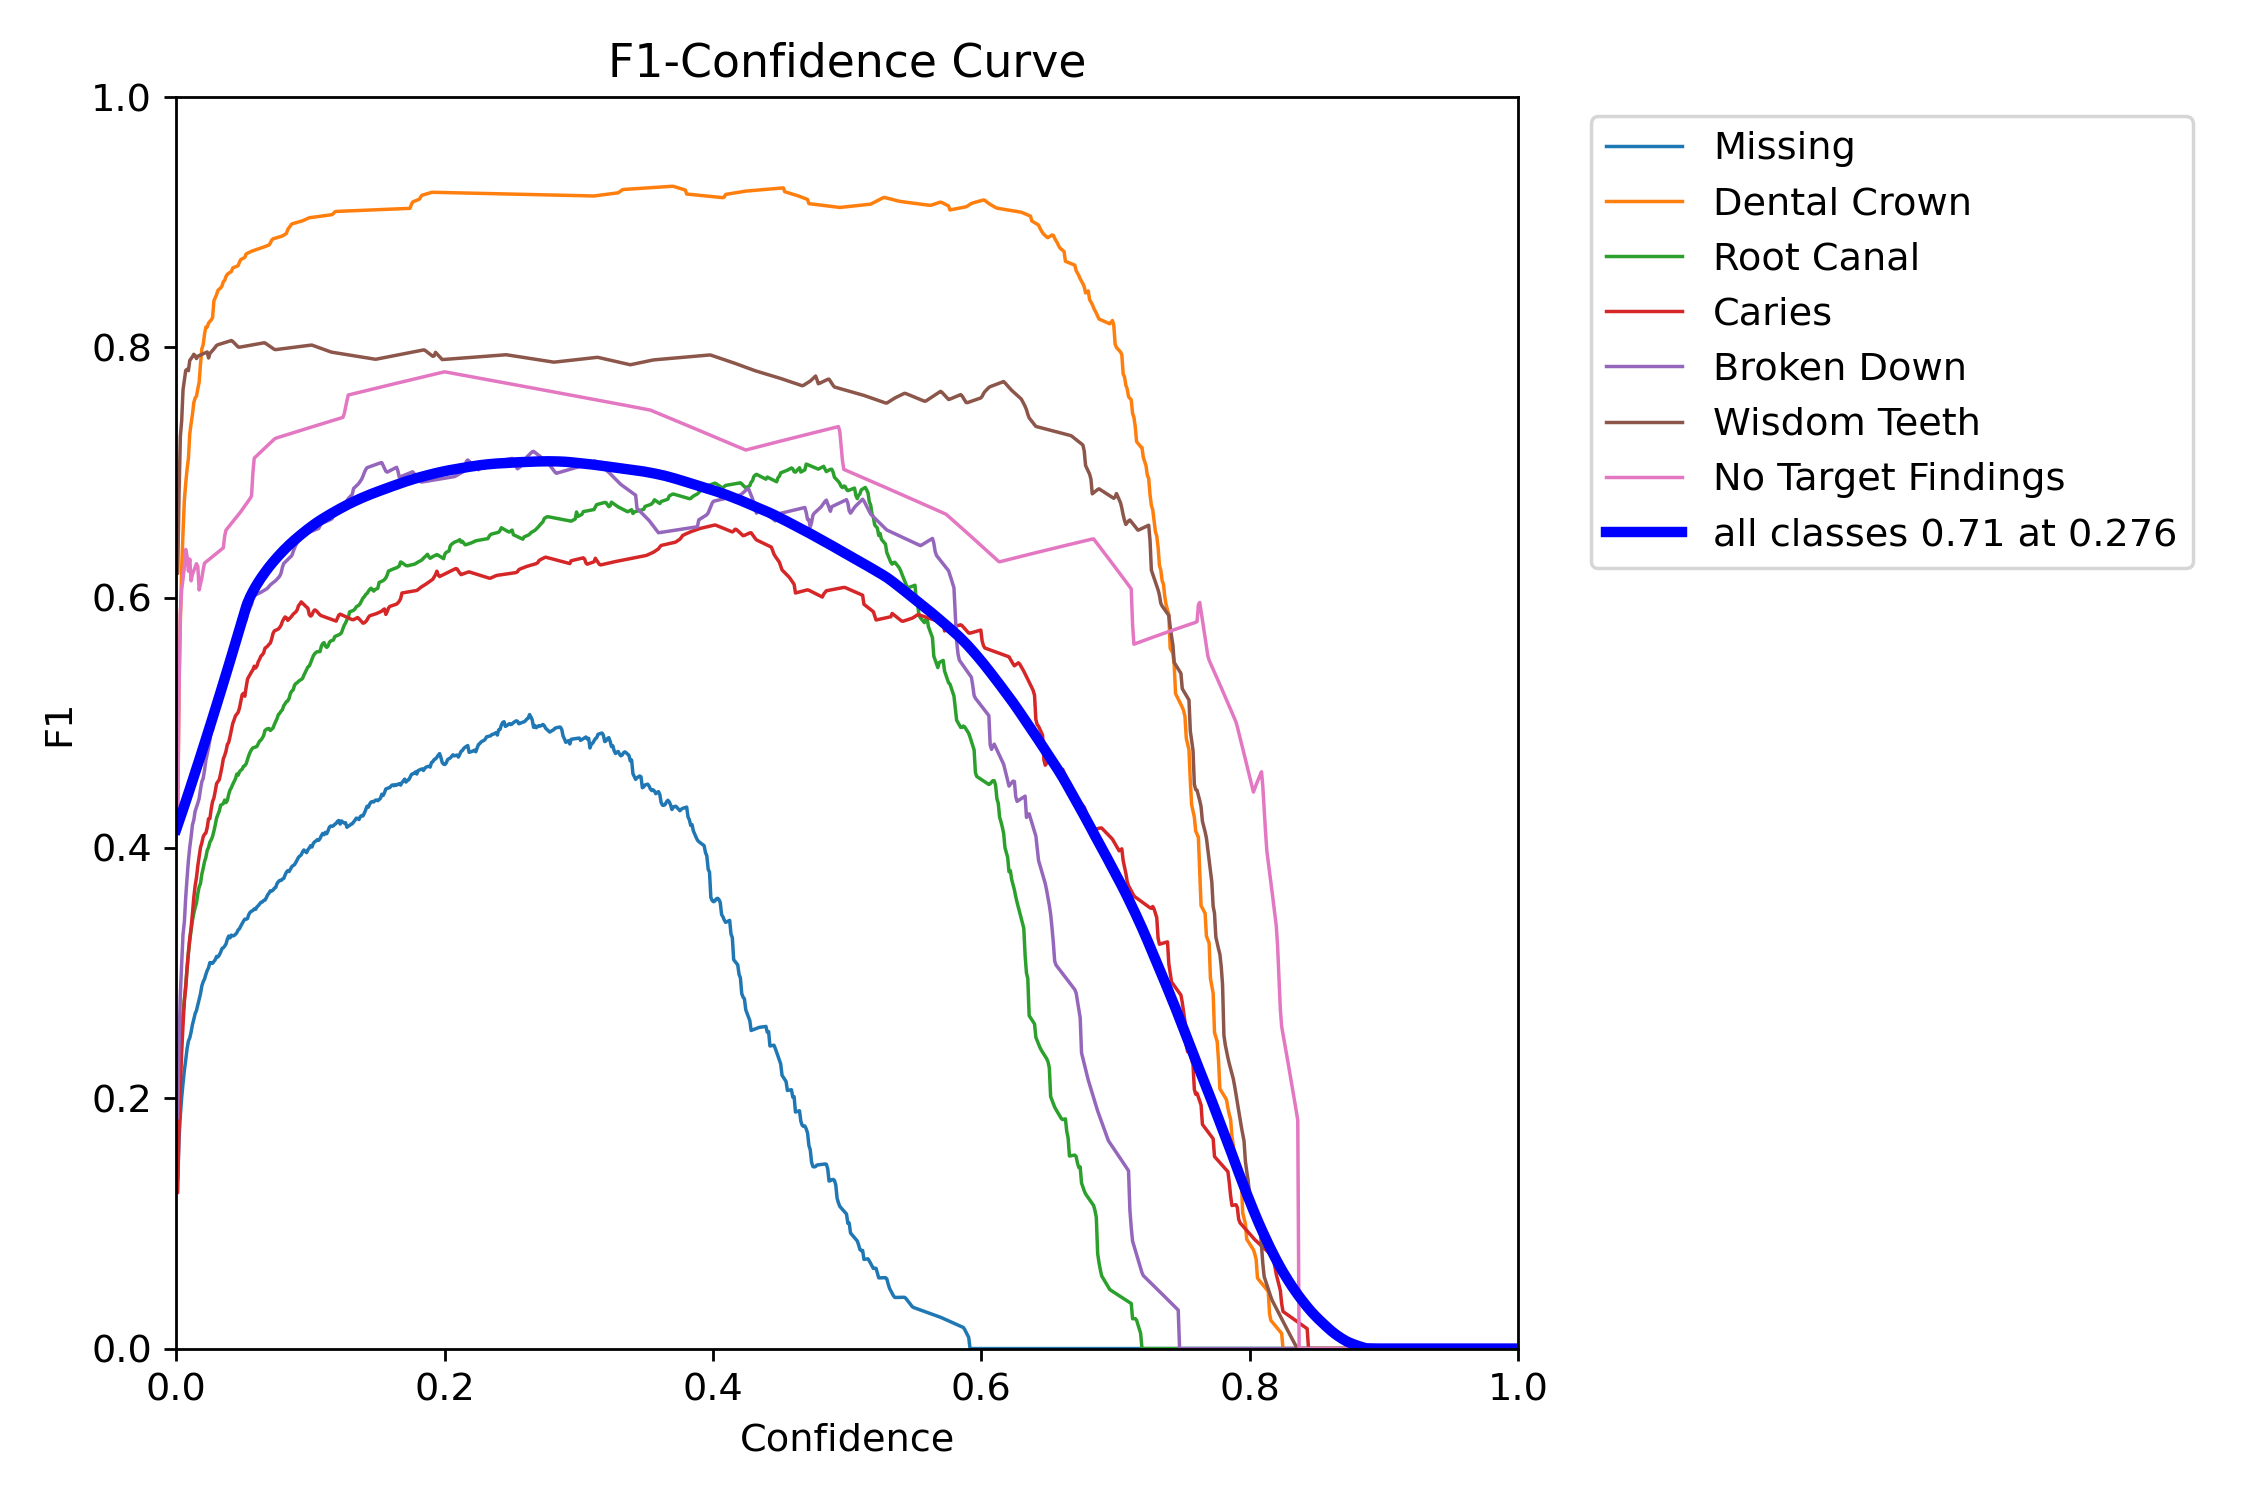 F1-Confidence Curve
1.0
0.8
0.6
0.4
0.2
0.0
F1
0.0 0.2 0.4 0.6 0.8 1.0
Confidence
Missing
Dental Crown
Root Canal
Caries
Broken Down
Wisdom Teeth
No Target Findings
all classes 0.71 at 0.276